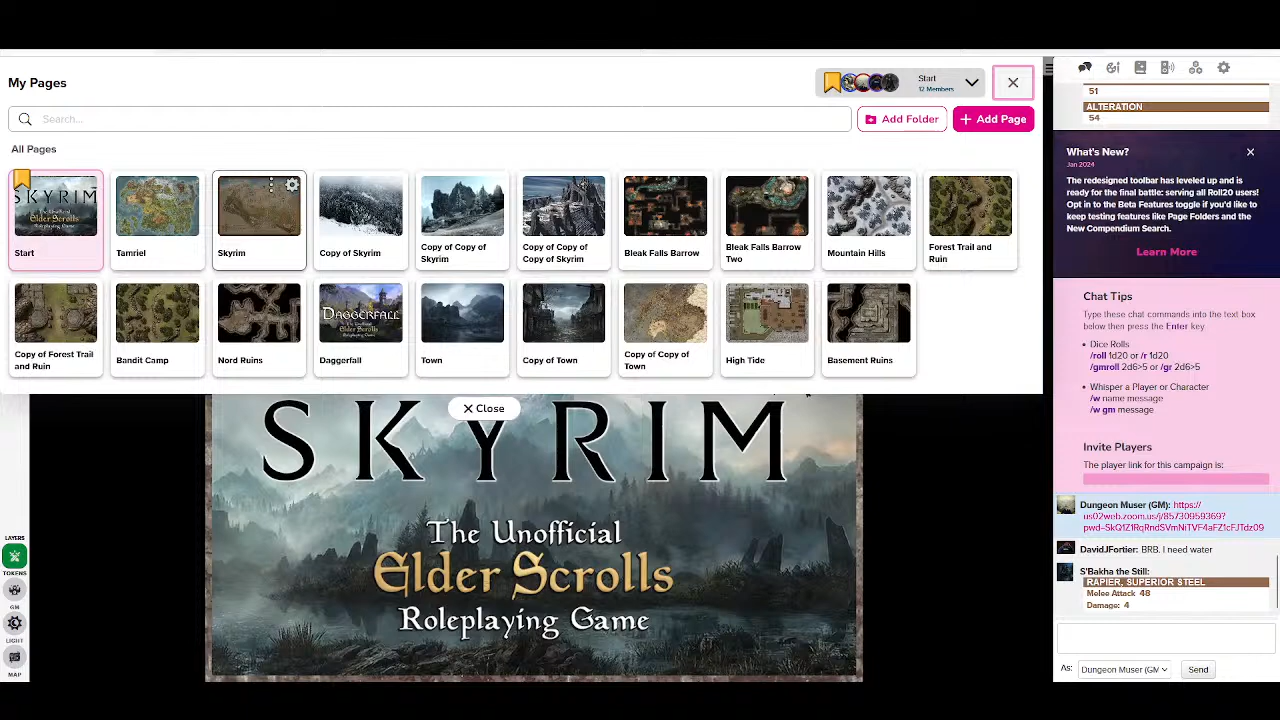 My Pages
Start
12 Members
Search...
Add Folder
Add Page
All Pages
SKYRIM
Start
Tamriel
Skyrim
Copy of Skyrim
Copy of Copy of
Skyrim
Copy of Copy of
Copy of Skyrim
Bleak Falls Barrow
Bleak Falls Barrow
Two
Mountain Hills
Forest Trail and
Ruin
Copy of Forest Trail
and Ruin
Bandit Camp
Nord Ruins
DAGGERFALL
Daggerfall
Town
Copy of Town
Copy of Copy of
Town
High Tide
Basement Ruins
Close
SKYRIM
The Unofficial
Elder Scrolls
Roleplaying Game
LAYERS
TOKENS
GM
LIGHT
MAP
51
ALTERATION
54
What's New?
Jan 2024
The redesigned toolbar has leveled up and is
ready for the final battle: serving all Roll20 users!
Opt in to the Beta Features toggle if you'd like to
keep testing features like Page Folders and the
New Compendium Search.
Learn More
Chat Tips
Type these chat commands into the text box
below then press the Enter key
• Dice Rolls
/roll 1d20 or /r 1d20
/gmroll 2d6>5 or /gr 2d6>5
• Whisper a Player or Character
/w name message
/w gm message
Invite Players
The player link for this campaign is:
Dungeon Muser (GM): https://
us02web.zoom.us/j/85730959369?
pwd=SkQ1Z1RqRndSVmNiTVF4aFZ1cFJTdz09
DavidJFortier: BRB. I need water
S'Bakha the Still:
RAPIER, SUPERIOR STEEL
Melee Attack 48
Damage: 4
As:
Dungeon Muser (GM
Send